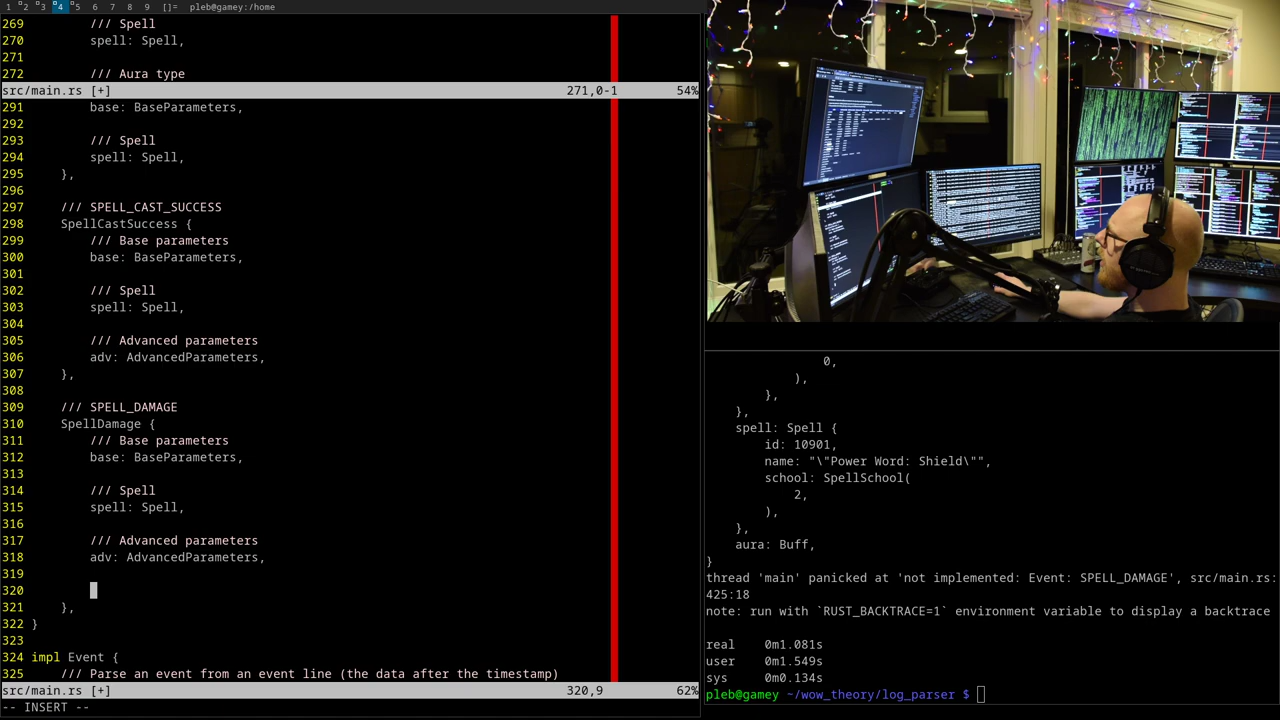 1 2 3 4 5 6 7 8 9 []= pleb@gamey:/home
269 /// Spell
270 spell: Spell,
271
272 /// Aura type
src/main.rs [+] 271,0-1 54%
291 base: BaseParameters,
292
293 /// Spell
294 spell: Spell,
295 },
296
297 /// SPELL_CAST_SUCCESS
298 SpellCastSuccess {
299 /// Base parameters
300 base: BaseParameters,
301
302 /// Spell
303 spell: Spell,
304
305 /// Advanced parameters
306 adv: AdvancedParameters,
307 },
308
309 /// SPELL_DAMAGE
310 SpellDamage {
311 /// Base parameters
312 base: BaseParameters,
313
314 /// Spell
315 spell: Spell,
316
317 /// Advanced parameters
318 adv: AdvancedParameters,
319
320
321 },
322 }
323
324 impl Event {
325 /// Parse an event from an event line (the data after the timestamp)
src/main.rs [+] 320,9 62%
-- INSERT --
0,
),
},
},
spell: Spell {
id: 10901,
name: "\"Power Word: Shield\"",
school: SpellSchool(
2,
),
},
aura: Buff,
}
thread 'main' panicked at 'not implemented: Event: SPELL_DAMAGE', src/main.rs:
425:18
note: run with `RUST_BACKTRACE=1` environment variable to display a backtrace
real 0m1.081s
user 0m1.549s
sys 0m0.134s
pleb@gamey ~/wow_theory/log_parser $